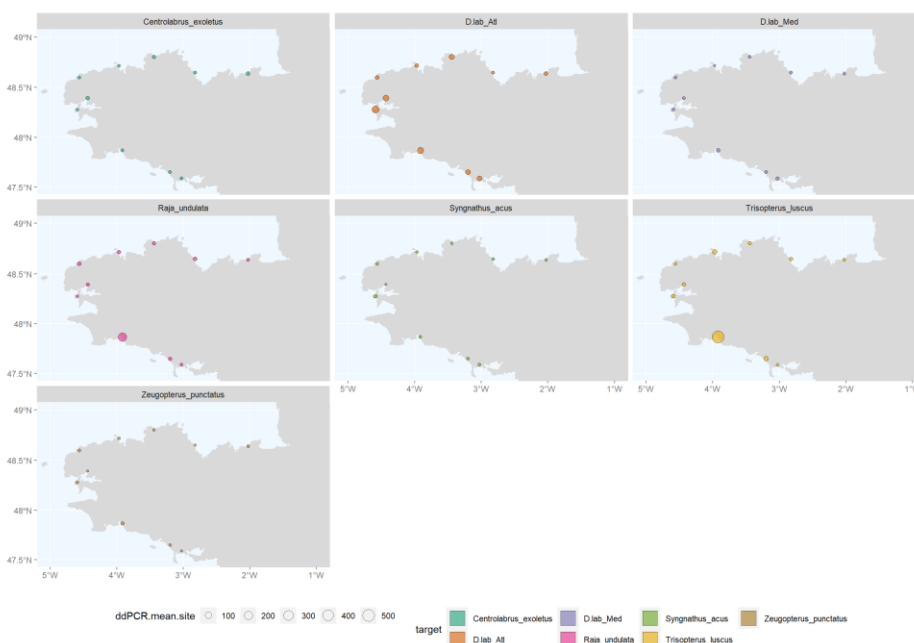 Centrolabrus_exoletus D.lab_Atl D.lab_Med
49°N
48.5°N
48°N
47.5°N
Raja_undulata Syngnathus_acus Trisopterus_luscus
49°N
48.5°N
48°N
47.5°N
5°W 4°W 3°W 2°W 1°W 5°W 4°W 3°W 2°W 1°W
Zeugopterus_punctatus
49°N
48.5°N
48°N
47.5°N
5°W 4°W 3°W 2°W 1°W
ddPCR.mean.site 100 200 300 400 500
target
Centrolabrus_exoletus D.lab_Med Syngnathus_acus Zeugopterus_punctatus
D.lab_Atl Raja_undulata Trisopterus_luscus